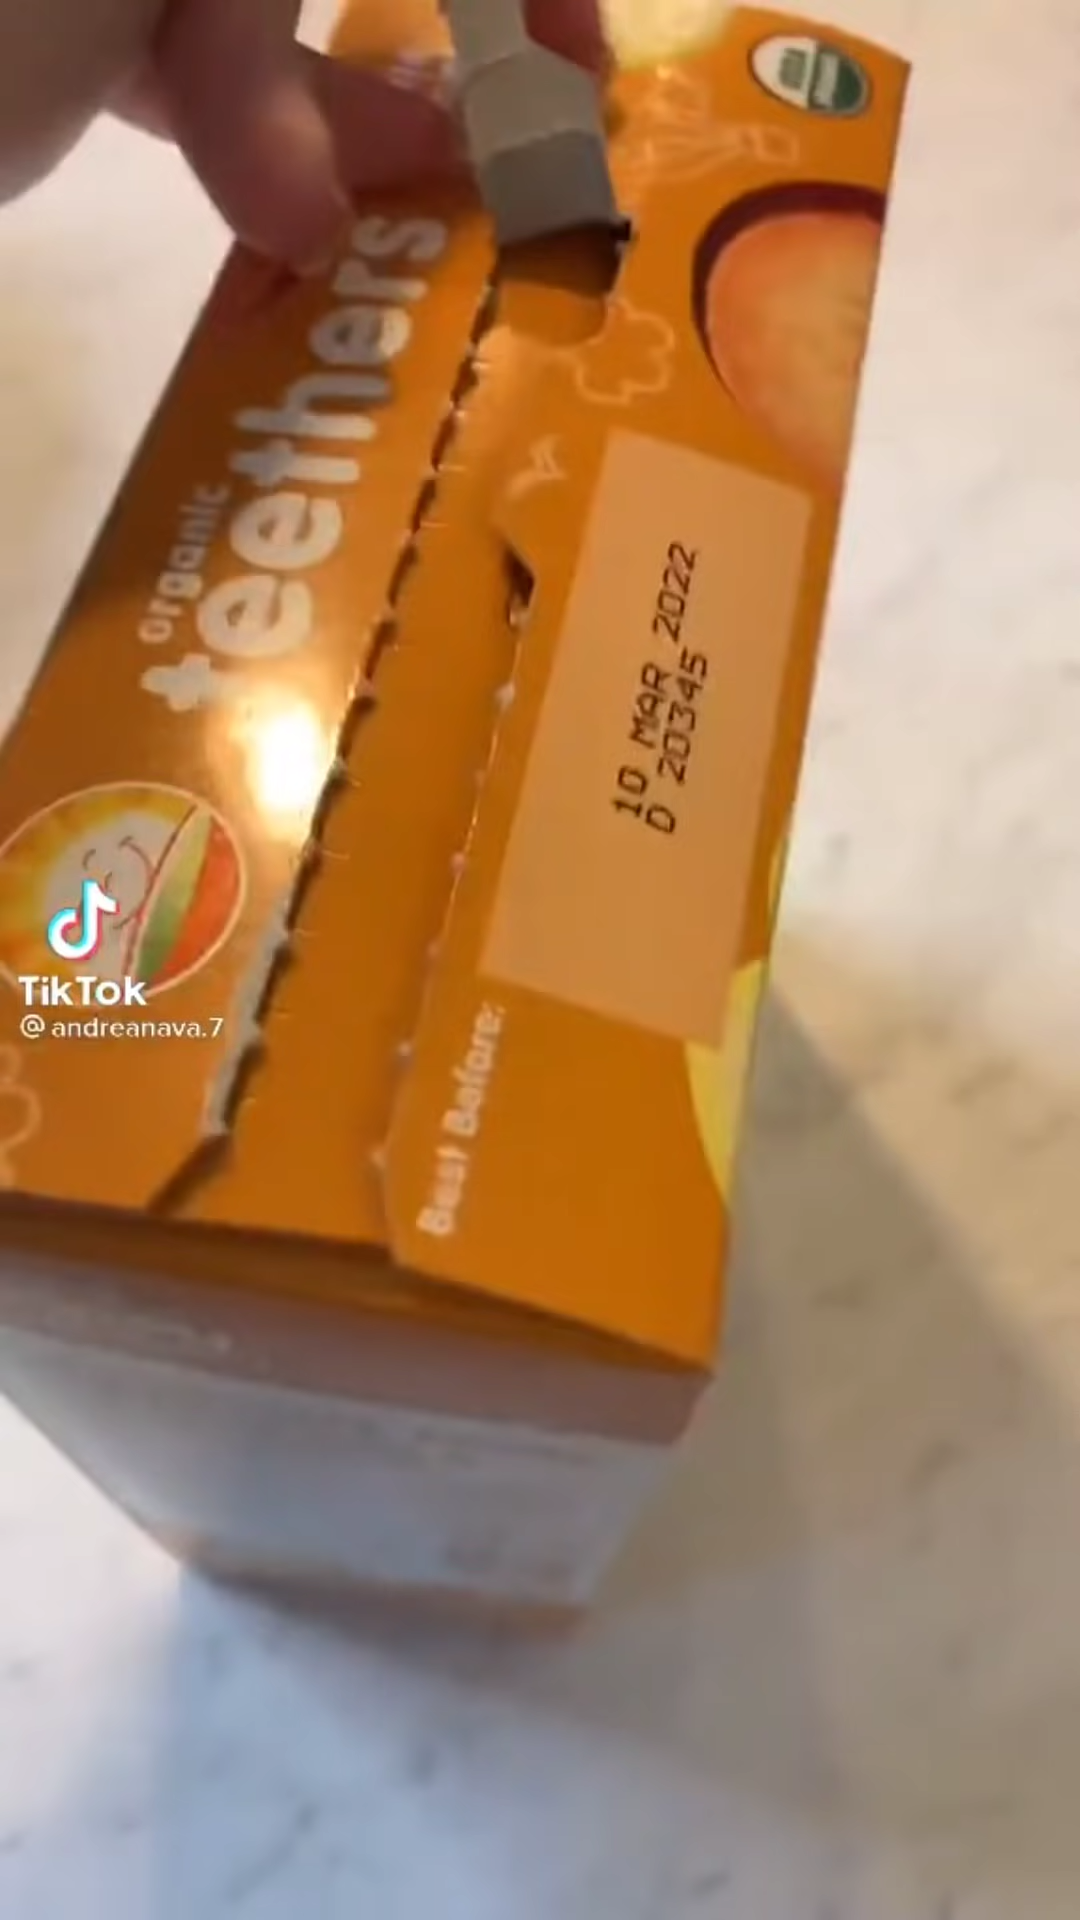 organic
teethers
10 MAR 2022
D 20345
Best Before:
TikTok
@andreanava.7